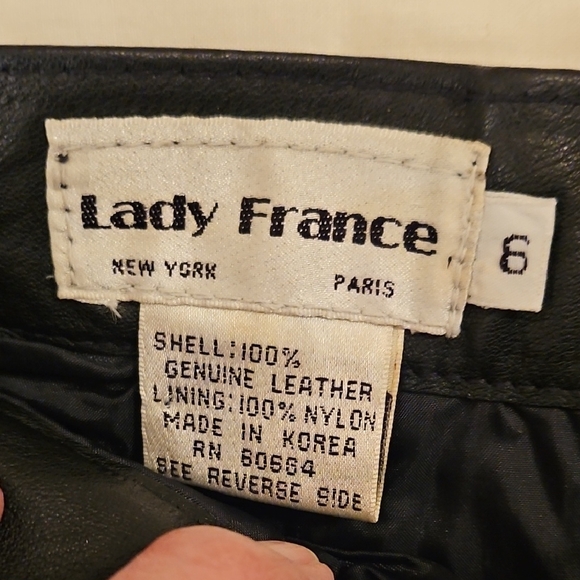 Lady France
NEW YORK PARIS
6
SHELL:100%
GENUINE LEATHER
LINING:100% NYLON
MADE IN KOREA
RN 60664
SEE REVERSE SIDE